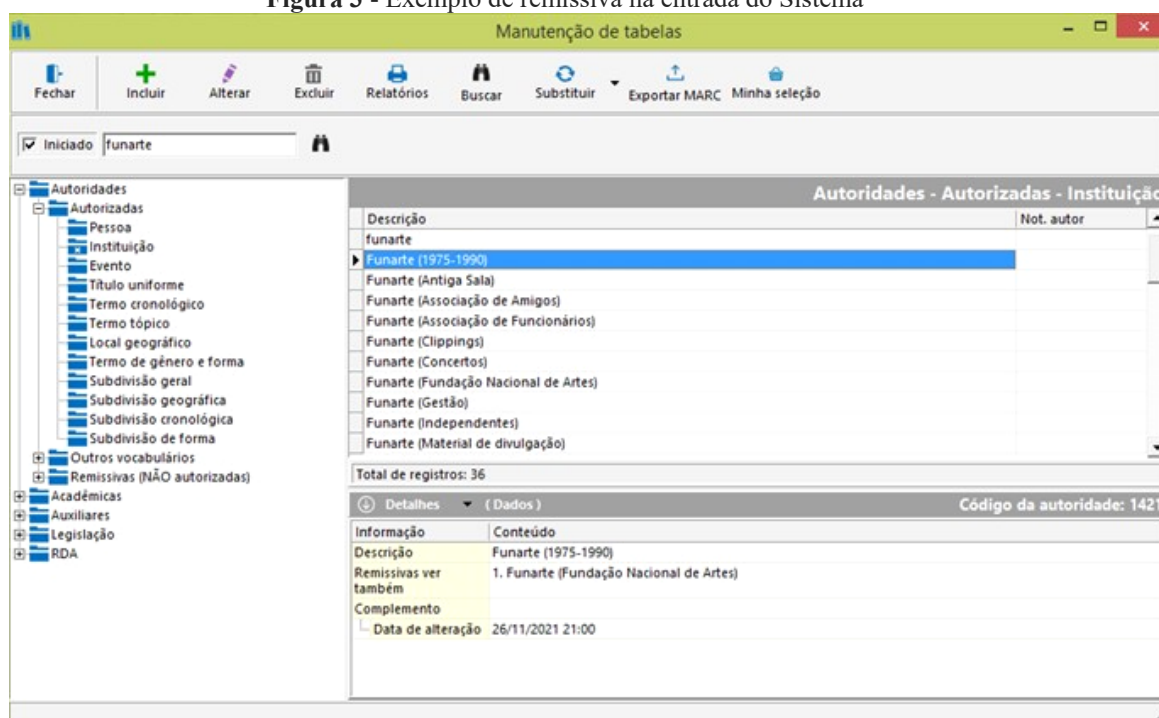 Figura 3 - Exemplo de remissiva na entrada do Sistema
Manutenção de tabelas
Fechar Incluir Alterar Excluir Relatórios Buscar Substituir Exportar MARC Minha seleção
Iniciado funarte
Autoridades
Autorizadas
Pessoa
Instituição
Evento
Título uniforme
Termo cronológico
Termo tópico
Local geográfico
Termo de gênero e forma
Subdivisão geral
Subdivisão geográfica
Subdivisão cronológica
Subdivisão de forma
Outros vocabulários
Remissivas (NÃO autorizadas)
Acadêmicas
Auxiliares
Legislação
RDA
Autoridades - Autorizadas - Instituição
Descrição Not. autor
funarte
Funarte (1975-1990)
Funarte (Antiga Sala)
Funarte (Associação de Amigos)
Funarte (Associação de Funcionários)
Funarte (Clippings)
Funarte (Concertos)
Funarte (Fundação Nacional de Artes)
Funarte (Gestão)
Funarte (Independentes)
Funarte (Material de divulgação)
Total de registros: 36
Detalhes (Dados) Código da autoridade: 1421
Informação Conteúdo
Descrição Funarte (1975-1990)
Remissivas ver 1. Funarte (Fundação Nacional de Artes)
também
Complemento
Data de alteração 26/11/2021 21:00